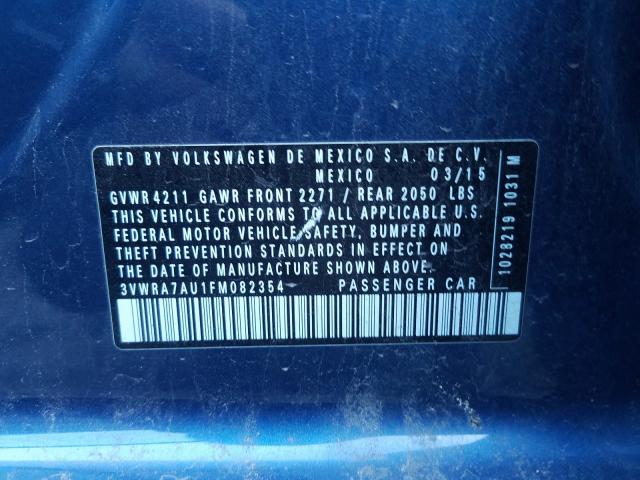 MFD BY VOLKSWAGEN DE MEXICO S.A. DE C.V.
MEXICO 03/15
GVWR 4211 GAWR FRONT 2271 / REAR 2050 LBS
THIS VEHICLE CONFORMS TO ALL APPLICABLE U.S.
FEDERAL MOTOR VEHICLE SAFETY, BUMPER AND
THEFT PREVENTION STANDARDS IN EFFECT ON
THE DATE OF MANUFACTURE SHOWN ABOVE.
3VWRA7AU1FM082354 PASSENGER CAR
1028219 1031 M